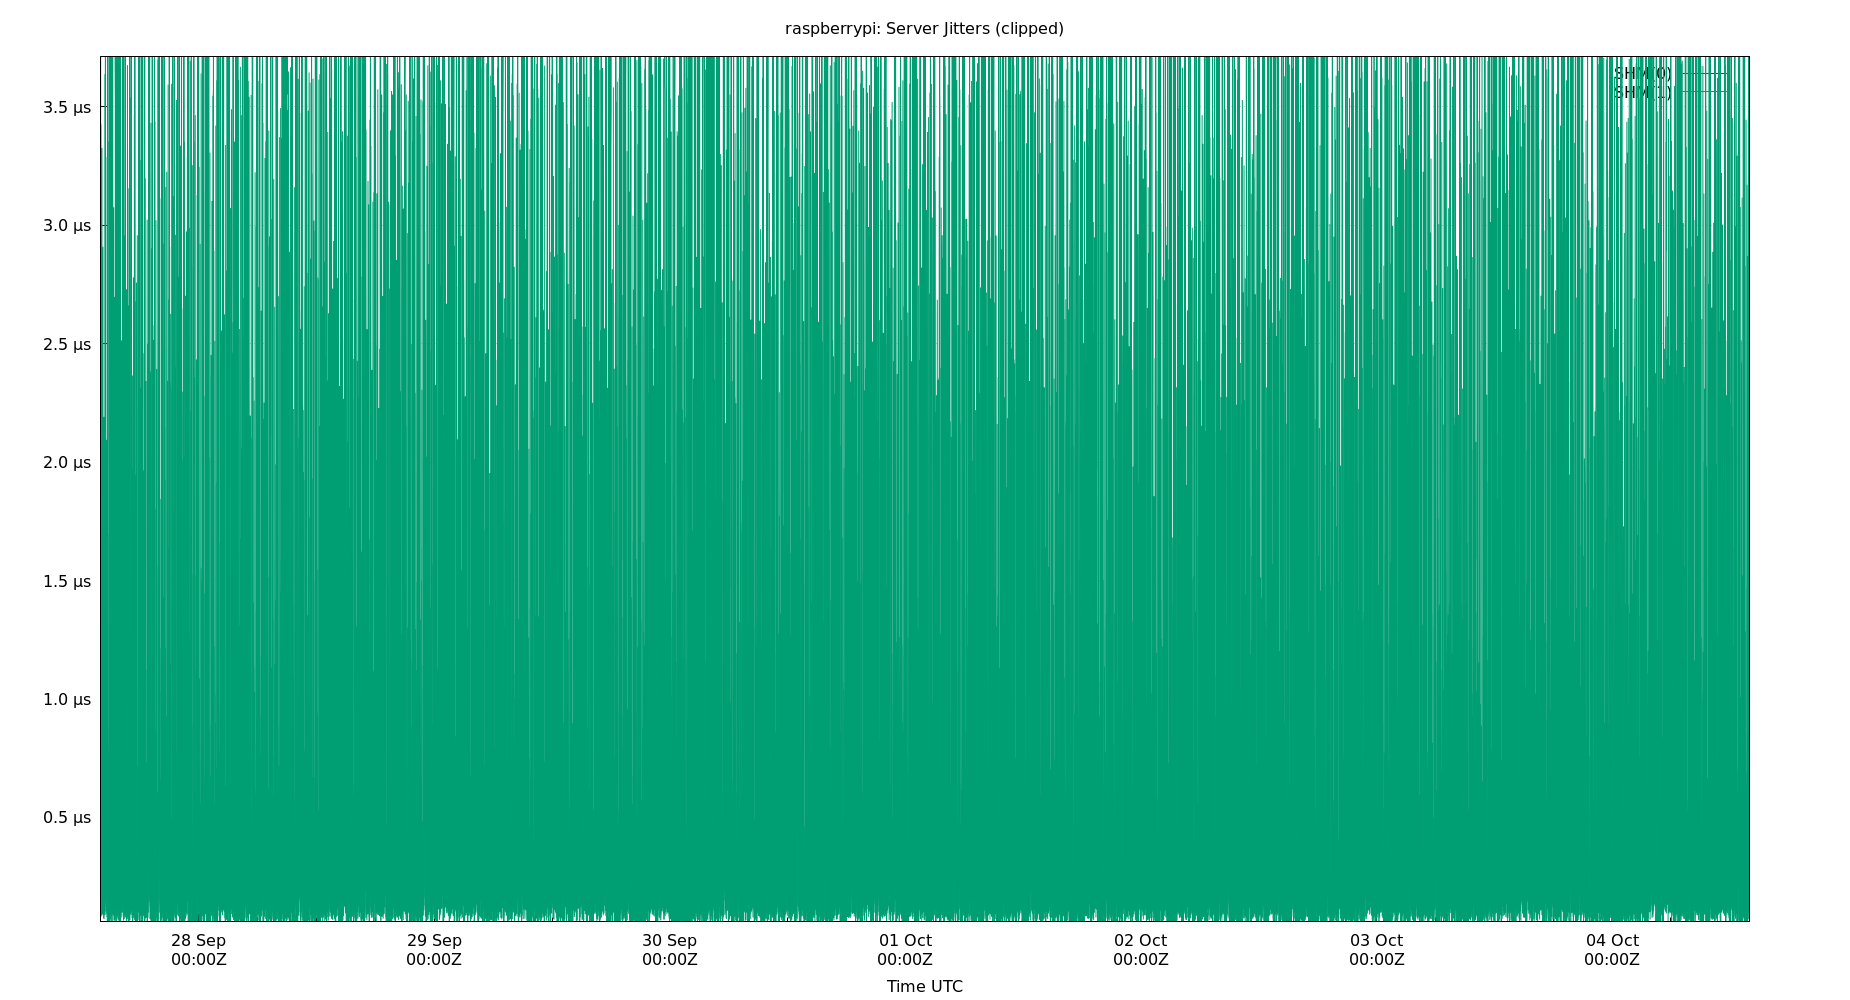 raspberrypi: Server Jitters (clipped)
SHM(0)
SHM(1)
3.5 µs
3.0 µs
2.5 µs
2.0 µs
1.5 µs
1.0 µs
0.5 µs
28 Sep 29 Sep 30 Sep 01 Oct 02 Oct 03 Oct 04 Oct
00:00Z 00:00Z 00:00Z 00:00Z 00:00Z 00:00Z 00:00Z
Time UTC